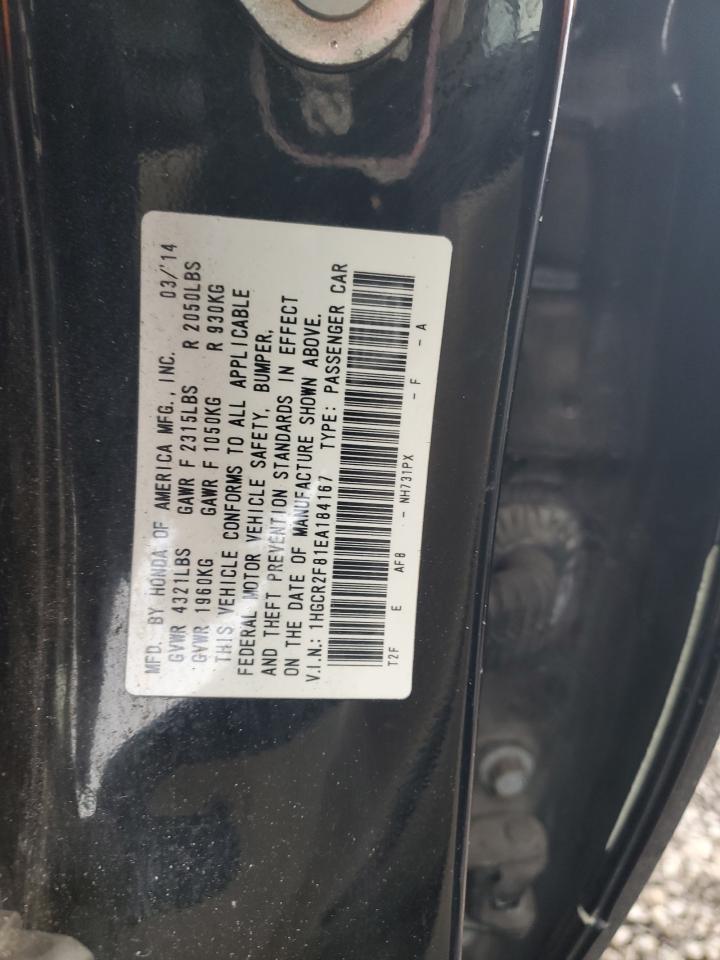 MFD. BY HONDA OF AMERICA MFG., INC. 03/'14
GVWR 4321LBS GAWR F 2315LBS R 2050LBS
GVWR 1960KG GAWR F 1050KG R 930KG
THIS VEHICLE CONFORMS TO ALL APPLICABLE
FEDERAL MOTOR VEHICLE SAFETY, BUMPER,
AND THEFT PREVENTION STANDARDS IN EFFECT
ON THE DATE OF MANUFACTURE SHOWN ABOVE.
V.I.N.: 1HGCR2F81EA184167 TYPE: PASSENGER CAR
T2F E AF8 - NH731PX - F - A